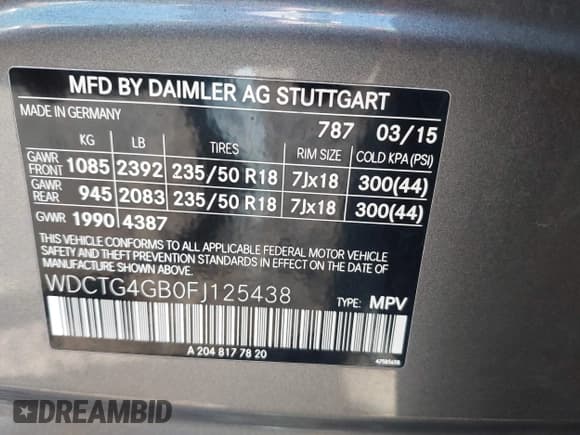 MFD BY DAIMLER AG STUTTGART
MADE IN GERMANY
787 03/15
KG LB TIRES RIM SIZE COLD KPA (PSI)
GAWR FRONT 1085 2392 235/50 R18 7Jx18 300(44)
GAWR REAR 945 2083 235/50 R18 7Jx18 300(44)
GVWR 1990 4387
THIS VEHICLE CONFORMS TO ALL APPLICABLE FEDERAL MOTOR VEHICLE
SAFETY AND THEFT PREVENTION STANDARDS IN EFFECT ON THE DATE
OF MANUFACTURE SHOWN ABOVE.
WDCTG4GB0FJ125438 TYPE: MPV
A 204 817 78 20
DREAMBID